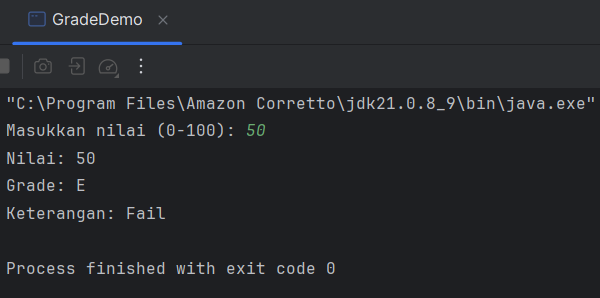 GradeDemo
"C:\Program Files\Amazon Corretto\jdk21.0.8_9\bin\java.exe"
Masukkan nilai (0-100): 50
Nilai: 50
Grade: E
Keterangan: Fail
Process finished with exit code 0